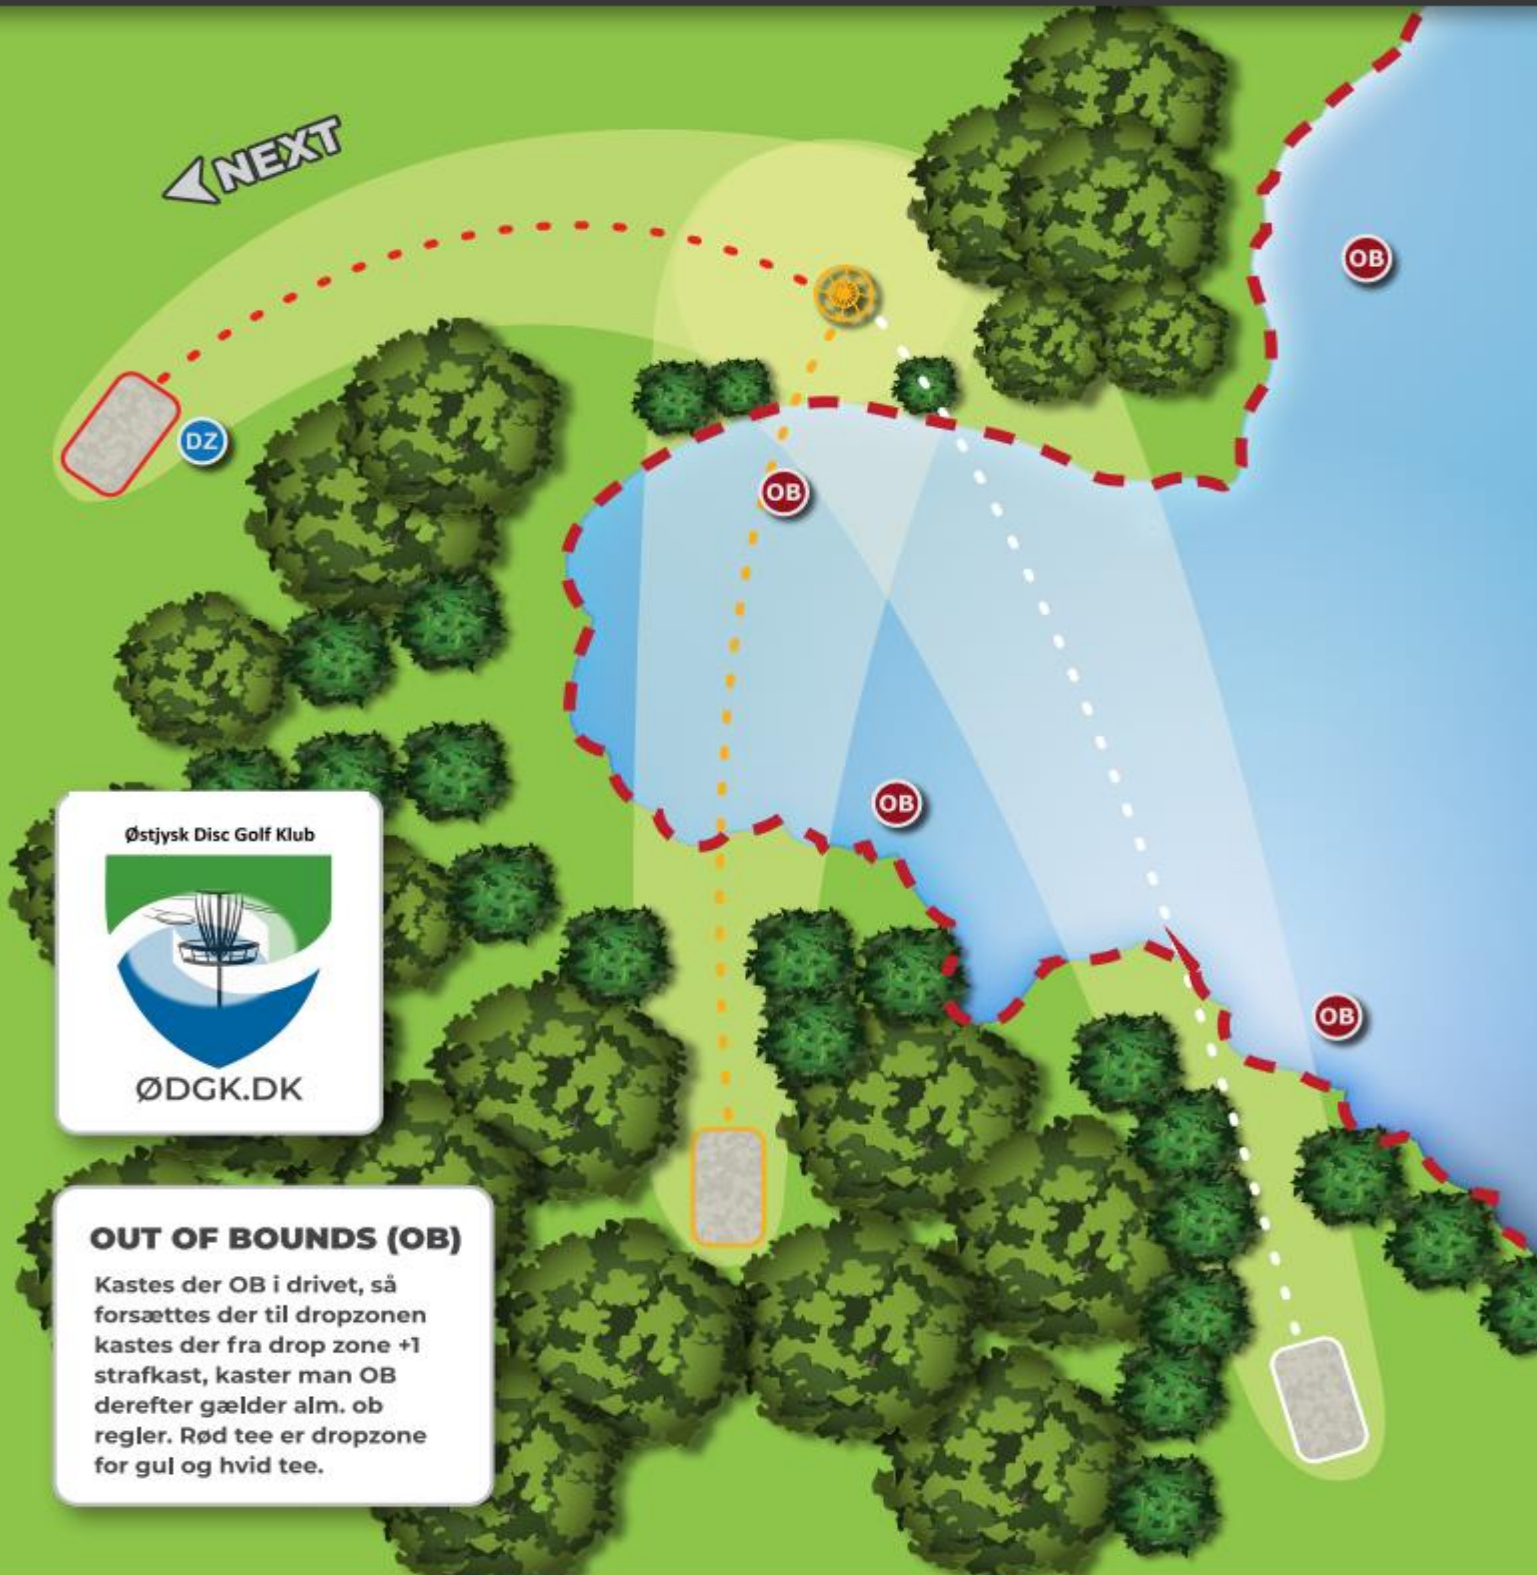 NEXT
OB
DZ
OB
OB
Østjysk Disc Golf Klub
ØDGK.DK
OB
OUT OF BOUNDS (OB)
Kastes der OB i drivet, så
forsættes der til dropzonen
kastes der fra drop zone +1
strafkast, kaster man OB
derefter gælder alm. ob
regler. Rød tee er dropzone
for gul og hvid tee.